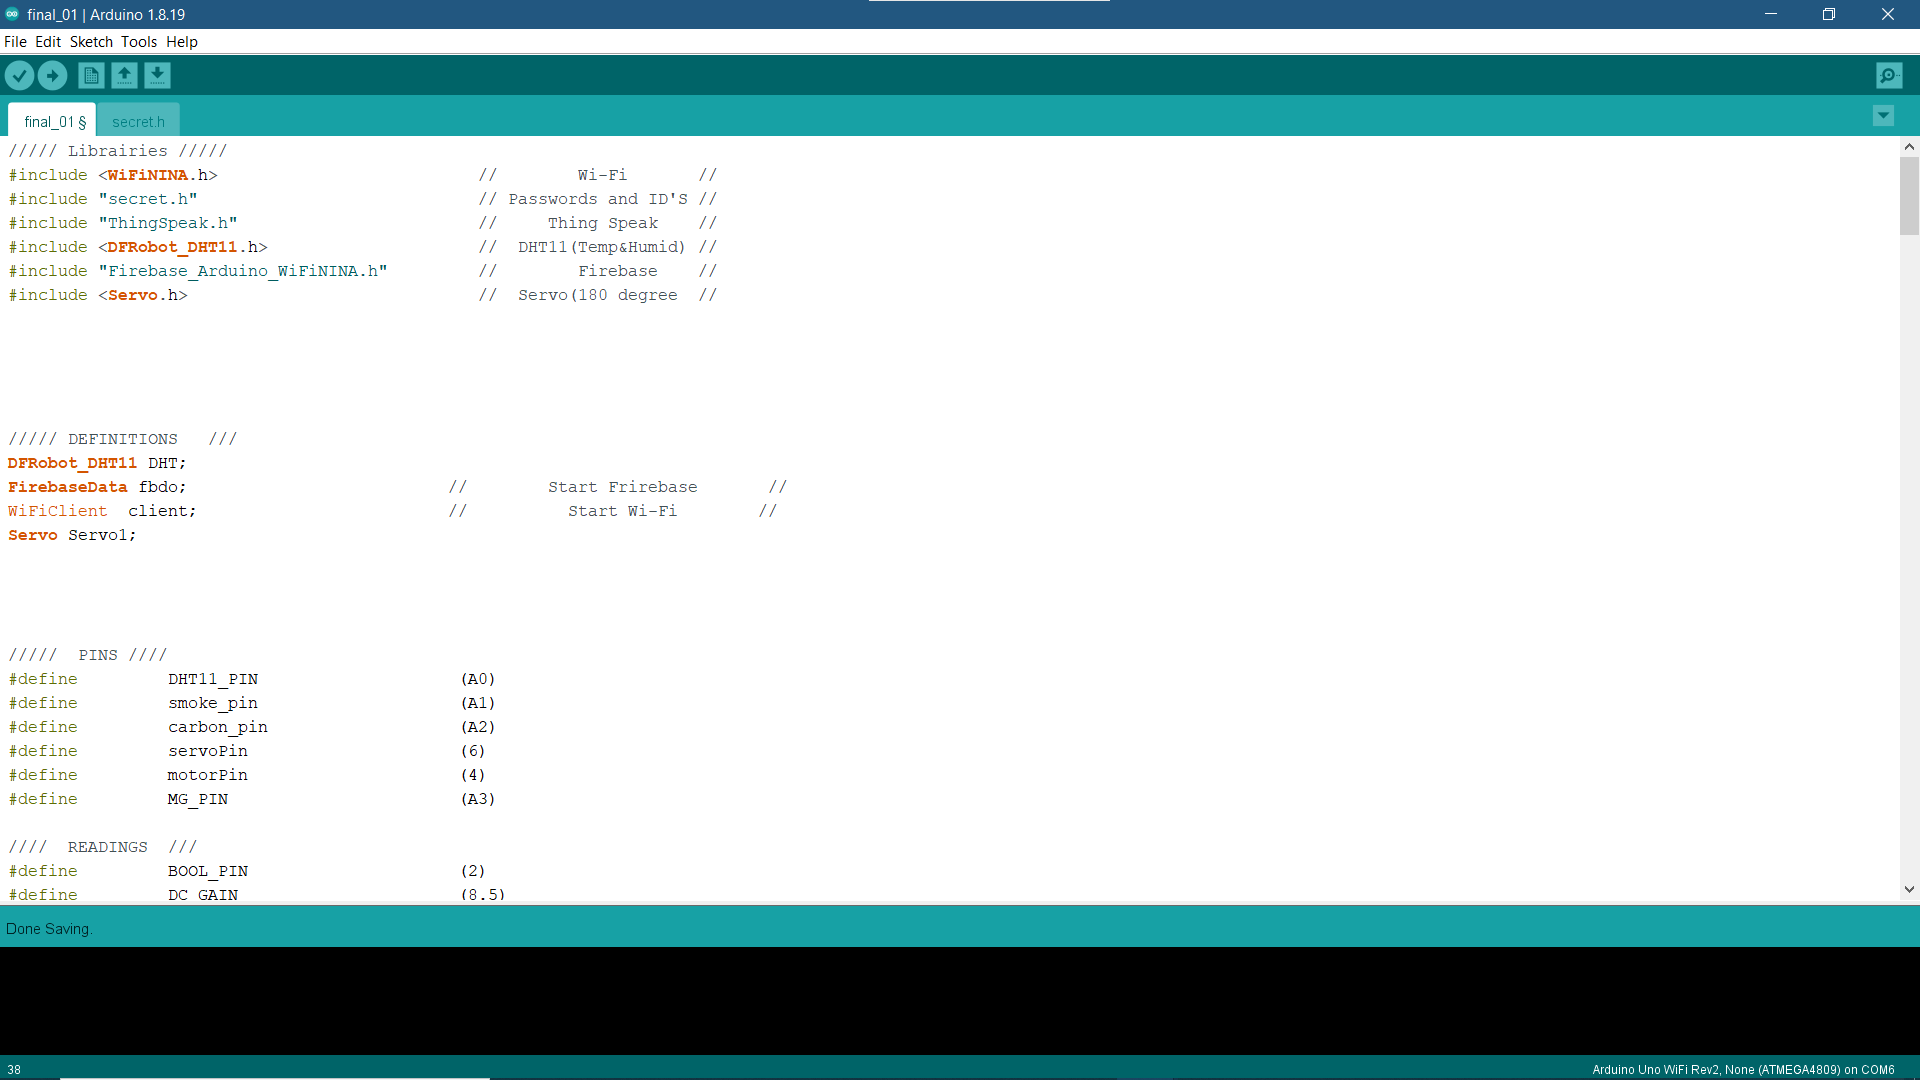 final_01 | Arduino 1.8.19
File Edit Sketch Tools Help
final_01 § secret.h
///// Librairies /////
#include <WiFiNINA.h> // Wi-Fi //
#include "secret.h" // Passwords and ID'S //
#include "ThingSpeak.h" // Thing Speak //
#include <DFRobot_DHT11.h> // DHT11(Temp&Humid) //
#include "Firebase_Arduino_WiFiNINA.h" // Firebase //
#include <Servo.h> // Servo(180 degree //
///// DEFINITIONS ///
DFRobot_DHT11 DHT;
FirebaseData fbdo; // Start Frirebase //
WiFiClient client; // Start Wi-Fi //
Servo Servo1;
///// PINS ////
#define DHT11_PIN (A0)
#define smoke_pin (A1)
#define carbon_pin (A2)
#define servoPin (6)
#define motorPin (4)
#define MG_PIN (A3)
//// READINGS ///
#define BOOL_PIN (2)
#define DC_GAIN (8.5)
Done Saving.
38 Arduino Uno WiFi Rev2, None (ATMEGA4809) on COM6